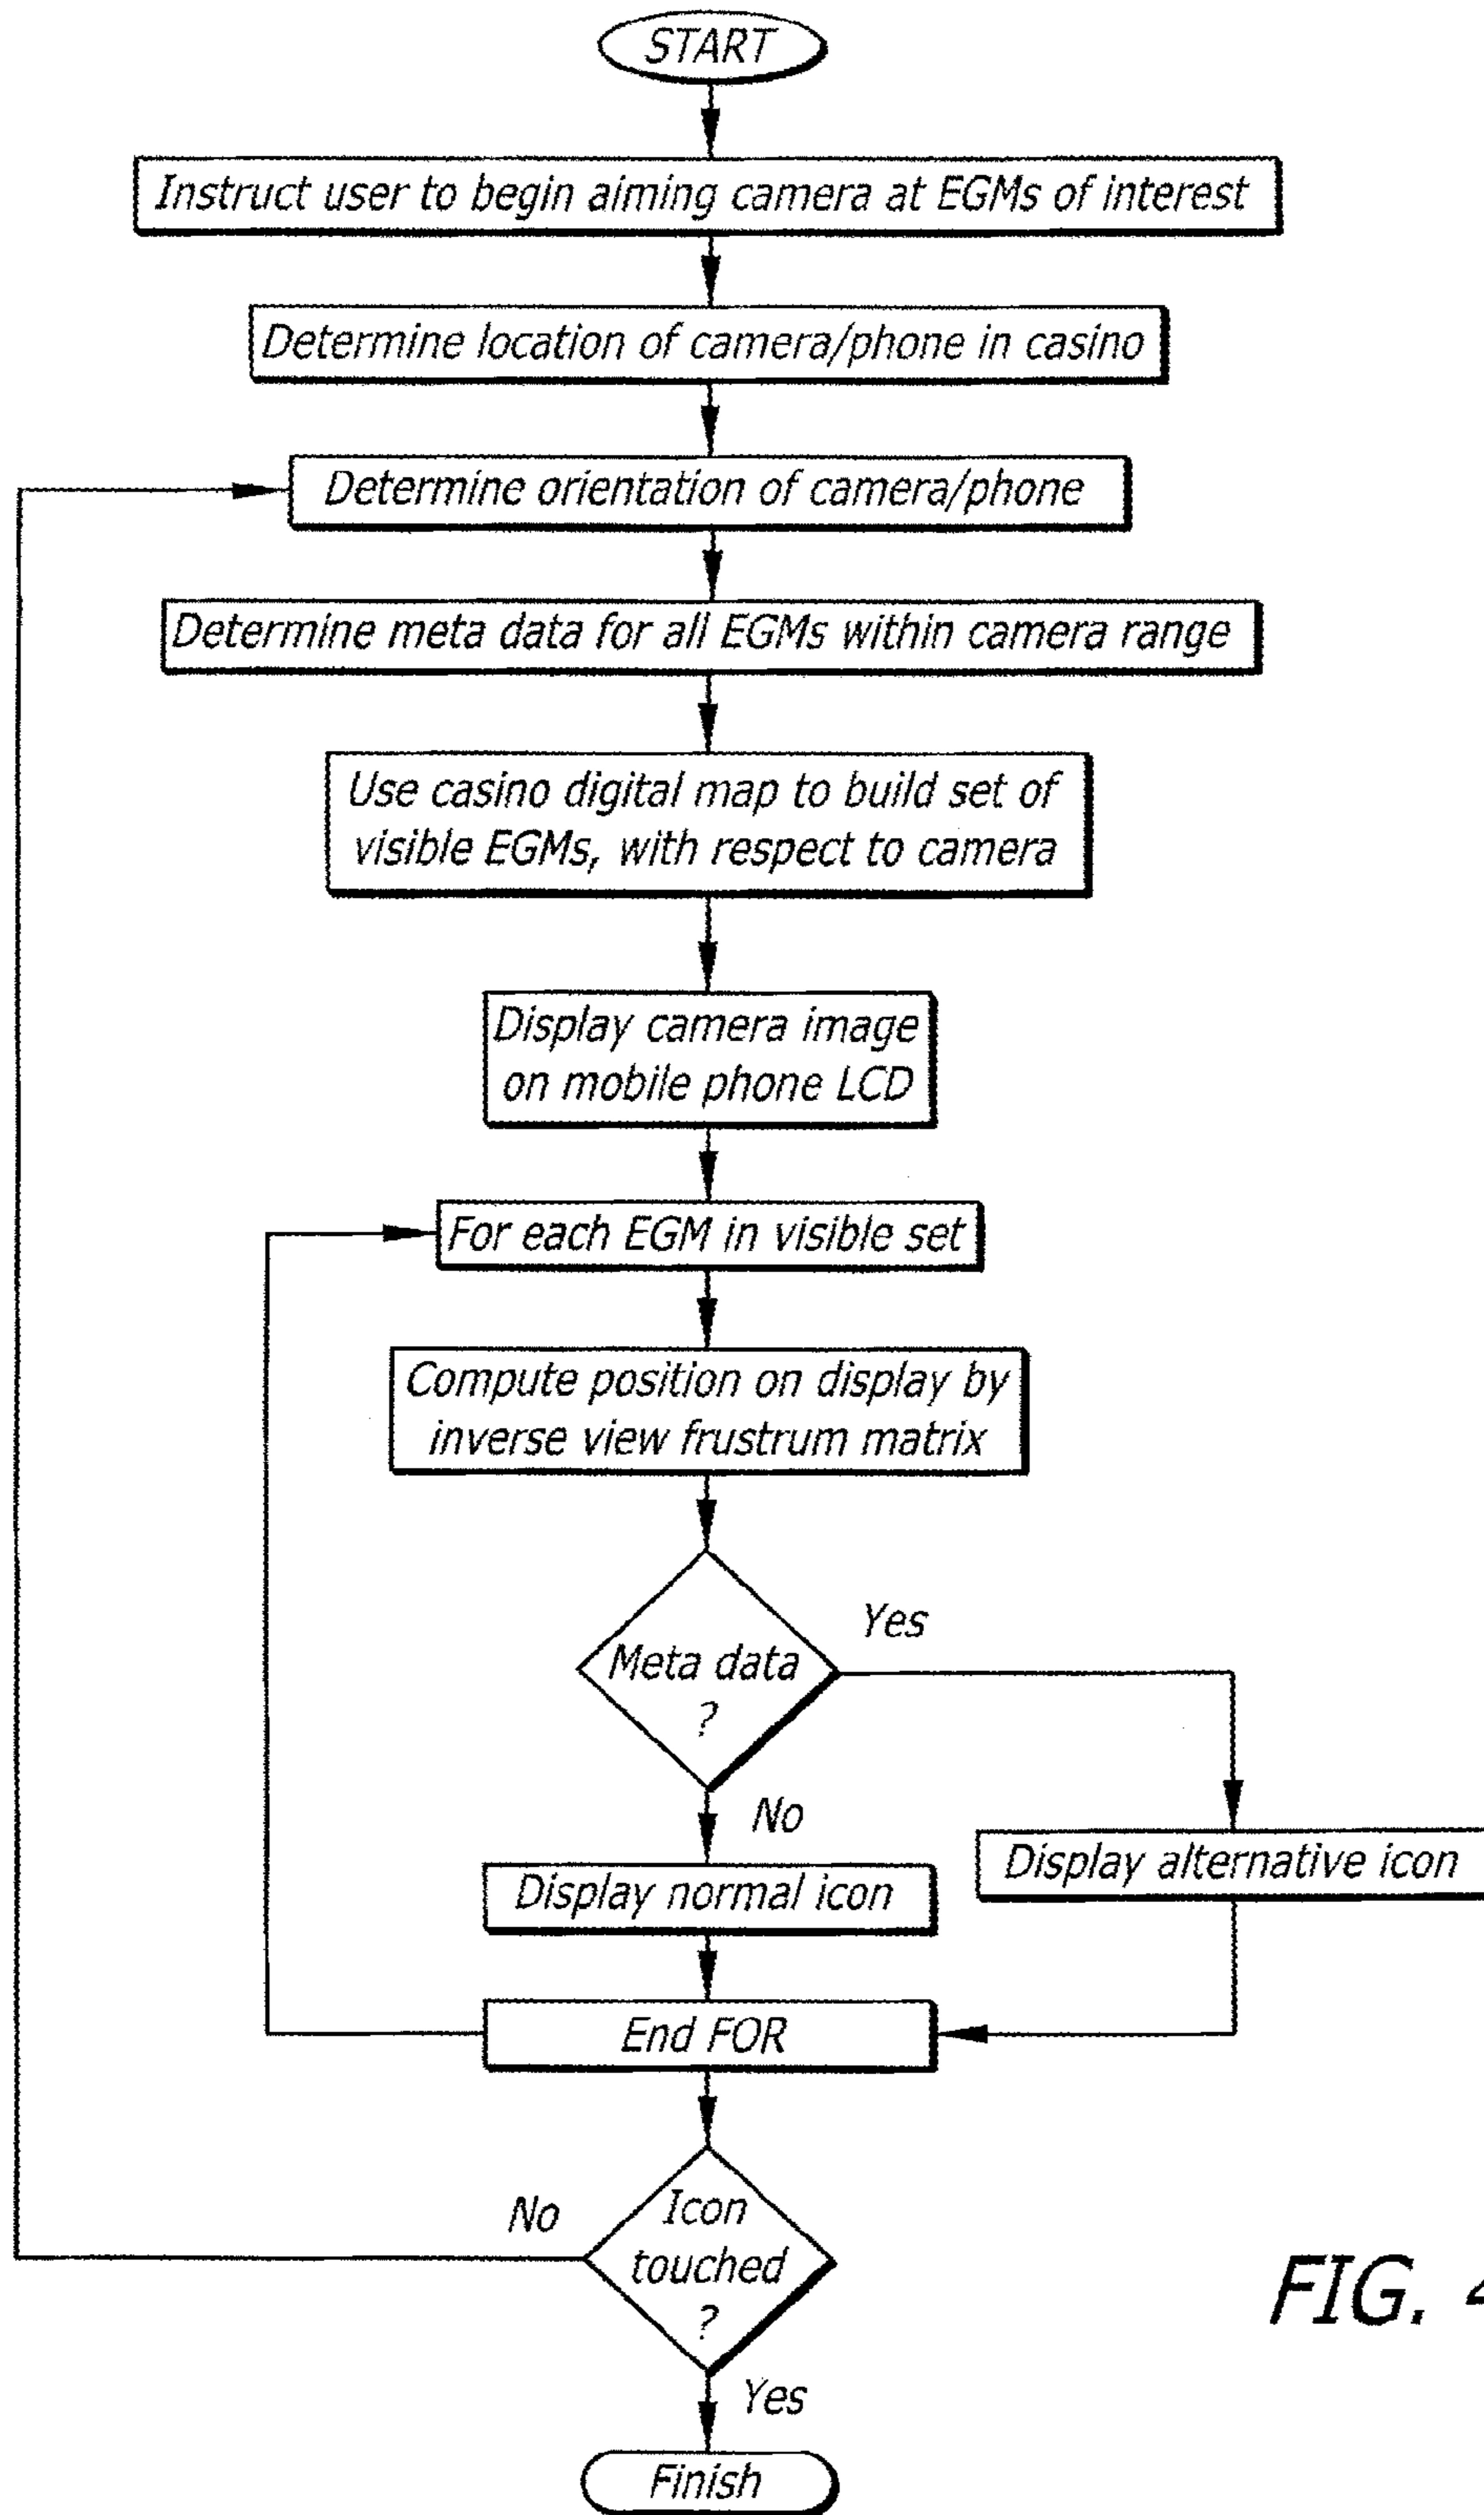 START
Instruct user to begin aiming camera at EGMs of interest
Determine location of camera/phone in casino
Determine orientation of camera/phone
Determine meta data for all EGMs within camera range
Use casino digital map to build set of
visible EGMs, with respect to camera
Display camera image
on mobile phone LCD
For each EGM in visible set
Compute position on display by
inverse view frustrum matrix
Meta data
?
Yes
No
Display normal icon
Display alternative icon
End FOR
Icon
touched
?
No
Yes
Finish
FIG. 4